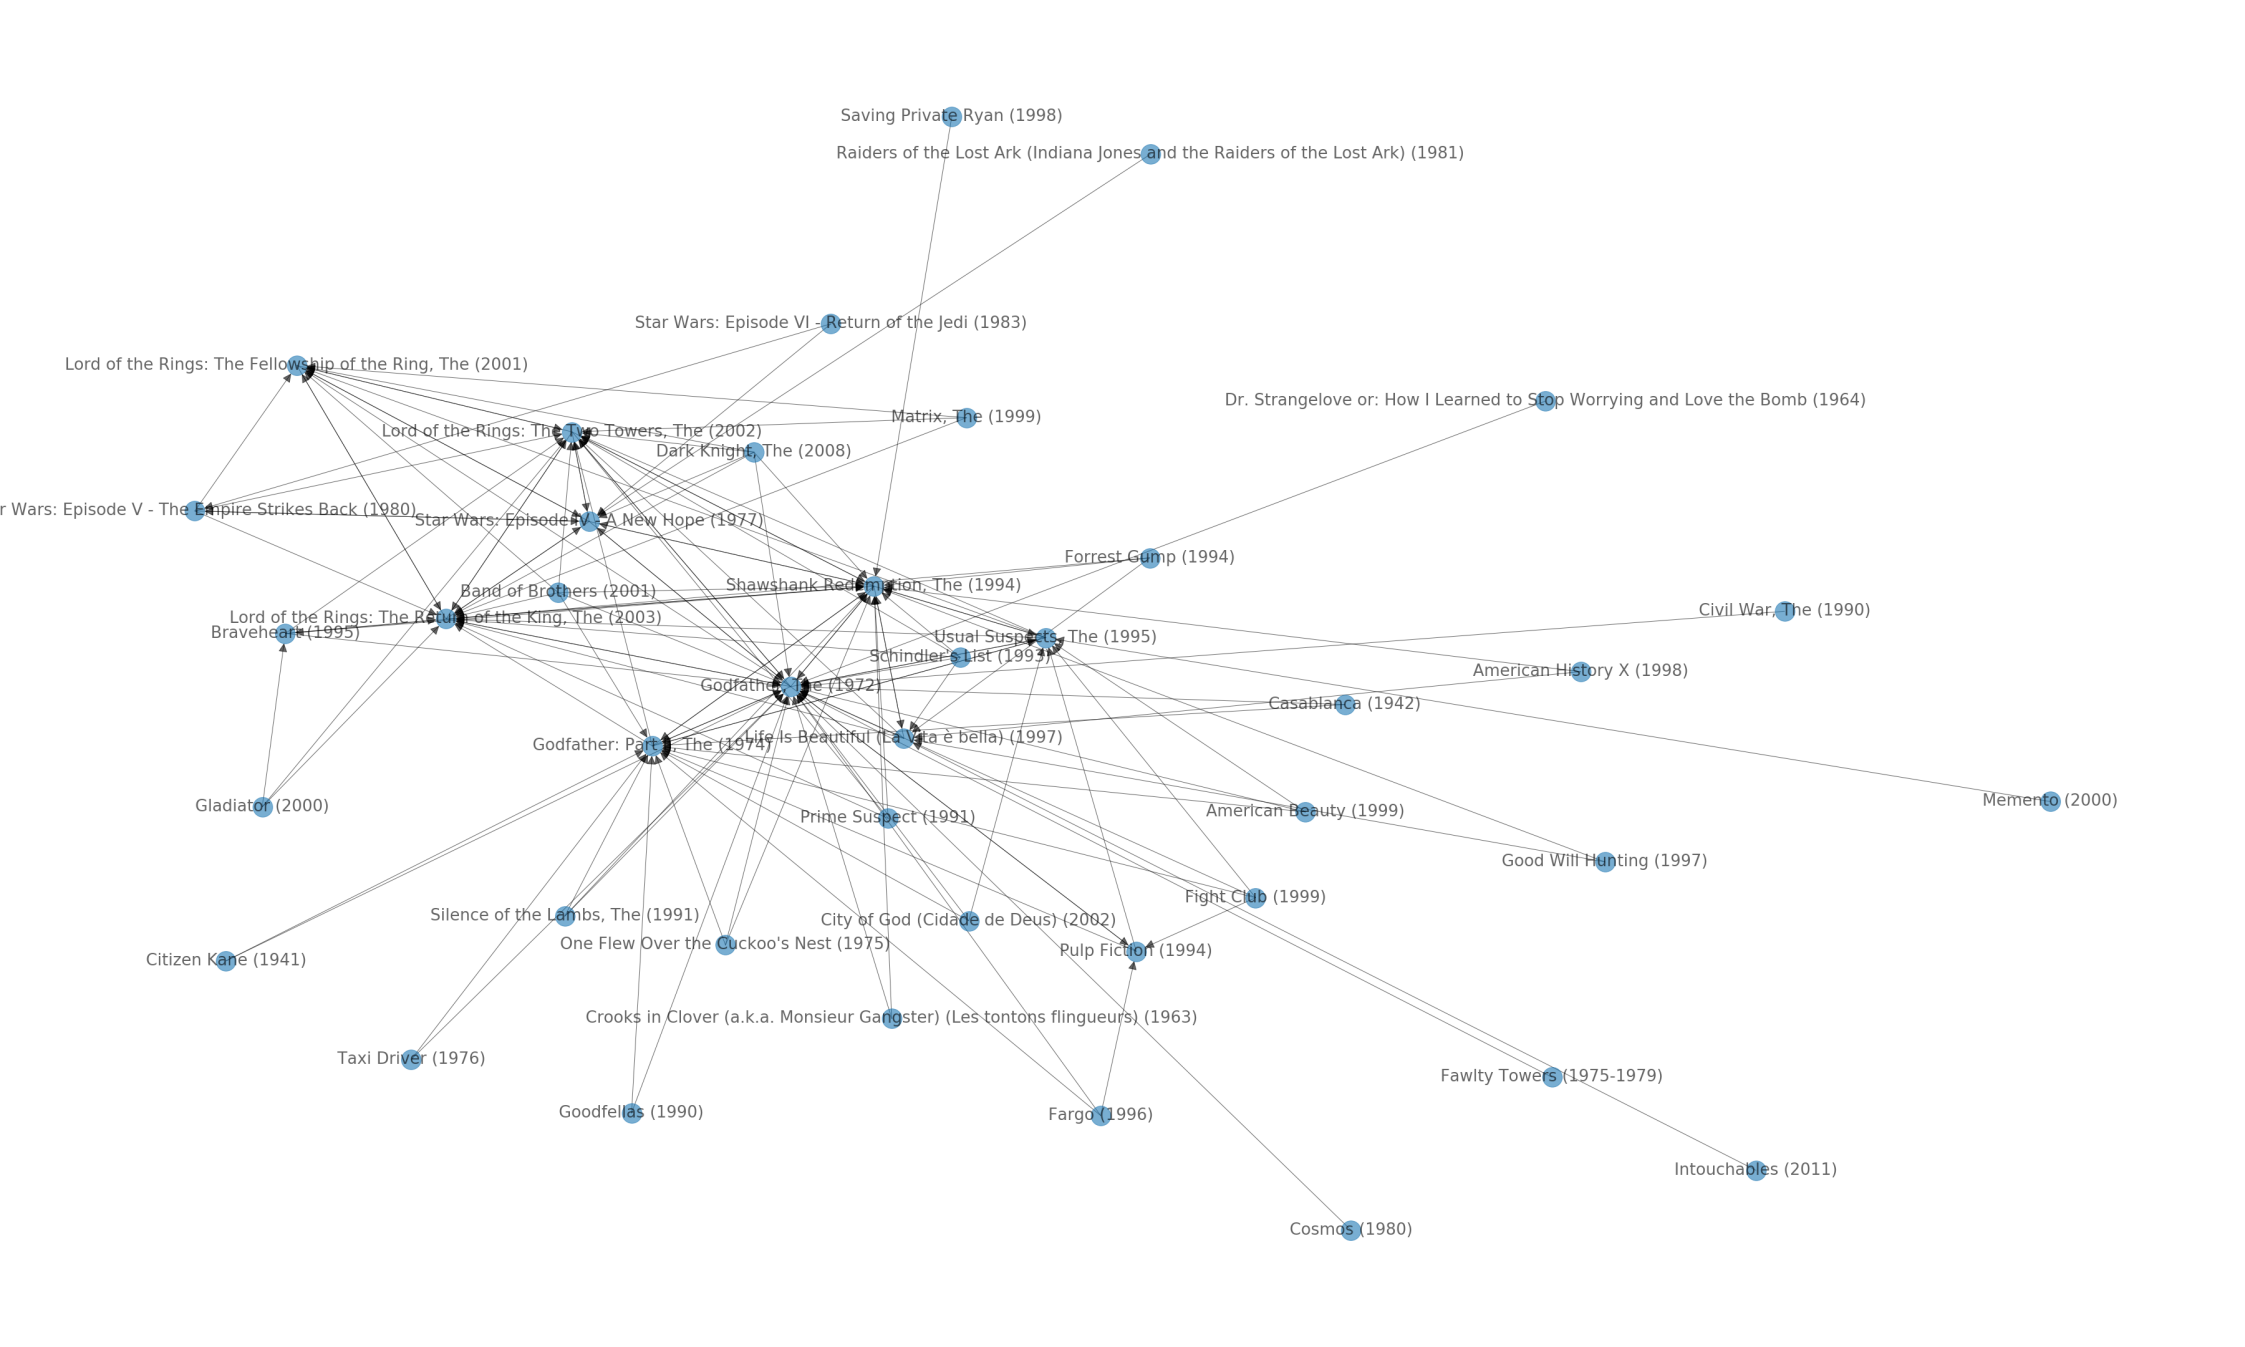 Saving Private Ryan (1998)
Raiders of the Lost Ark (Indiana Jones and the Raiders of the Lost Ark) (1981)
Star Wars: Episode VI - Return of the Jedi (1983)
Lord of the Rings: The Fellowship of the Ring, The (2001)
Dr. Strangelove or: How I Learned to Stop Worrying and Love the Bomb (1964)
Matrix, The (1999)
Lord of the Rings: The Two Towers, The (2002)
Dark Knight, The (2008)
r Wars: Episode V - The Empire Strikes Back (1980)
Star Wars: Episode IV - A New Hope (1977)
Forrest Gump (1994)
Shawshank Redemption, The (1994)
Band of Brothers (2001)
Civil War, The (1990)
Lord of the Rings: The Return of the King, The (2003)
Braveheart (1995)
Usual Suspects, The (1995)
Schindler's List (1993)
American History X (1998)
Godfather, The (1972)
Casablanca (1942)
Life Is Beautiful (La Vita è bella) (1997)
Godfather: Part II, The (1974)
Memento (2000)
Gladiator (2000)
American Beauty (1999)
Prime Suspect (1991)
Good Will Hunting (1997)
Fight Club (1999)
Silence of the Lambs, The (1991)
City of God (Cidade de Deus) (2002)
One Flew Over the Cuckoo's Nest (1975)
Pulp Fiction (1994)
Citizen Kane (1941)
Crooks in Clover (a.k.a. Monsieur Gangster) (Les tontons flingueurs) (1963)
Taxi Driver (1976)
Fawlty Towers (1975-1979)
Goodfellas (1990)
Fargo (1996)
Intouchables (2011)
Cosmos (1980)